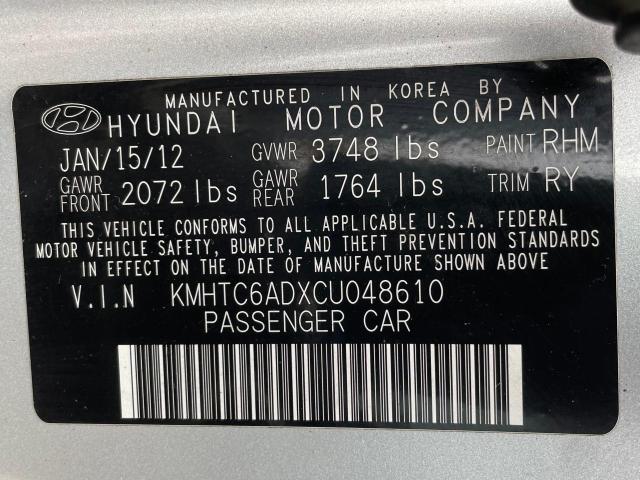 MANUFACTURED IN KOREA BY
HYUNDAI MOTOR COMPANY
JAN/15/12 GVWR 3748 lbs PAINT RHM
GAWR FRONT 2072 lbs GAWR REAR 1764 lbs TRIM RY
THIS VEHICLE CONFORMS TO ALL APPLICABLE U.S.A. FEDERAL
MOTOR VEHICLE SAFETY, BUMPER, AND THEFT PREVENTION STANDARDS
IN EFFECT ON THE DATE OF MANUFACTURE SHOWN ABOVE
V.I.N KMHTC6ADXCU048610
PASSENGER CAR